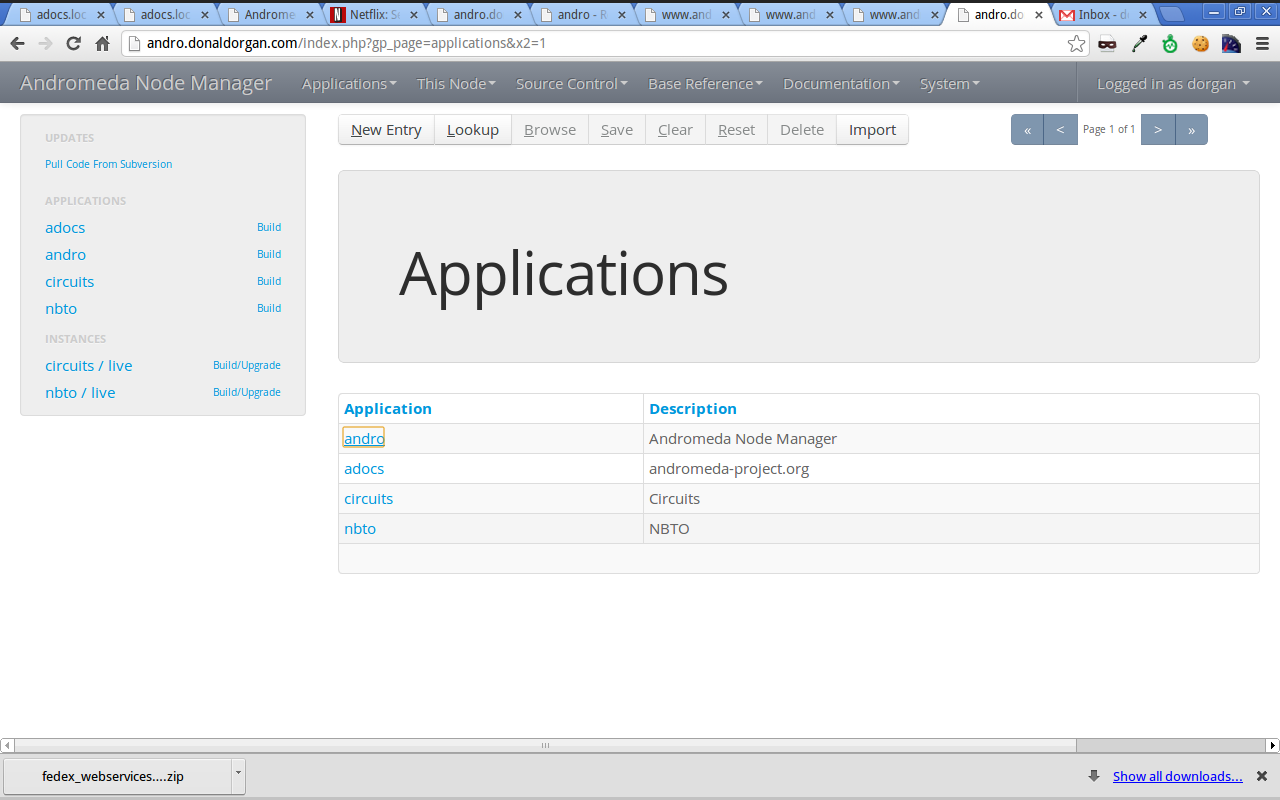 adocs.loc adocs.loc Androme Netflix: Se andro.do andro - R www.and www.and www.and andro.do Inbox - d
andro.donaldorgan.com/index.php?gp_page=applications&x2=1
Andromeda Node Manager Applications This Node Source Control Base Reference Documentation System Logged in as dorgan
New Entry Lookup Browse Save Clear Reset Delete Import « < Page 1 of 1 > »
UPDATES
Pull Code From Subversion
APPLICATIONS
adocs Build
andro Build
circuits Build
nbto Build
INSTANCES
circuits / live Build/Upgrade
nbto / live Build/Upgrade
Applications
Application Description
andro Andromeda Node Manager
adocs andromeda-project.org
circuits Circuits
nbto NBTO
fedex_webservices....zip Show all downloads...